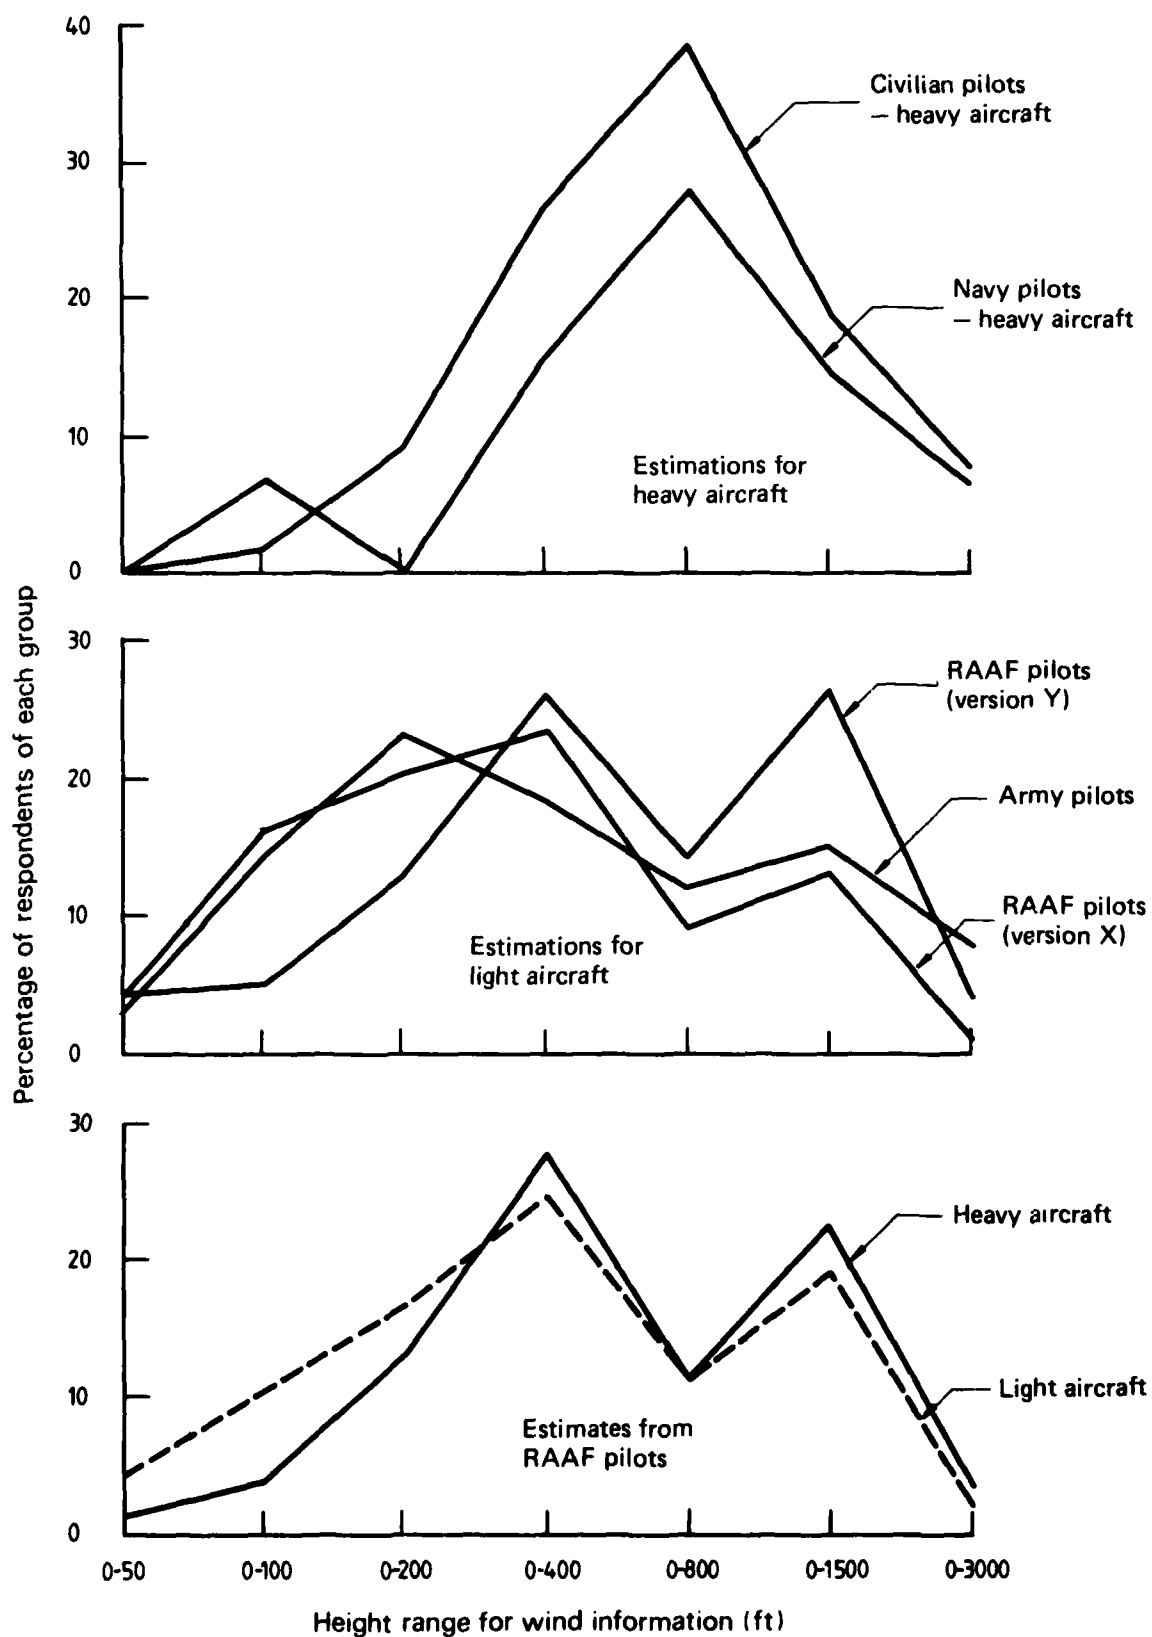 40
Civilian pilots
– heavy aircraft
30
20
Navy pilots
– heavy aircraft
10
Estimations for
heavy aircraft
0
Percentage of respondents of each group
30
RAAF pilots
(version Y)
20
Army pilots
10
RAAF pilots
(version X)
Estimations for
light aircraft
0
30
Heavy aircraft
20
Light aircraft
10
Estimates from
RAAF pilots
0
0-50 0-100 0-200 0-400 0-800 0-1500 0-3000
Height range for wind information (ft)